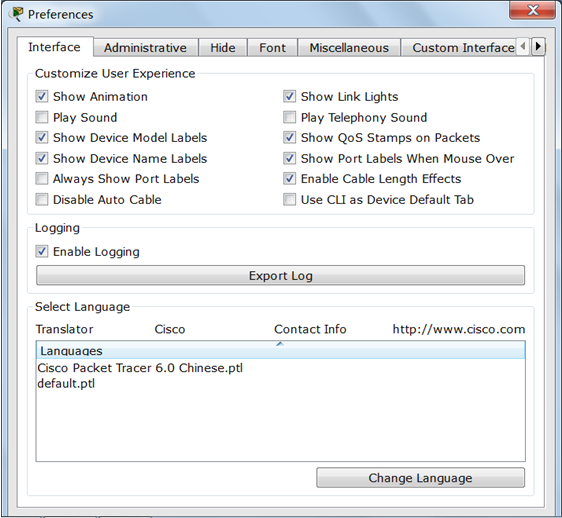 Preferences
Interface Administrative Hide Font Miscellaneous Custom Interface
Customize User Experience
Show Animation Show Link Lights
Play Sound Play Telephony Sound
Show Device Model Labels Show QoS Stamps on Packets
Show Device Name Labels Show Port Labels When Mouse Over
Always Show Port Labels Enable Cable Length Effects
Disable Auto Cable Use CLI as Device Default Tab
Logging
Enable Logging
Export Log
Select Language
Translator Cisco Contact Info http://www.cisco.com
Languages
Cisco Packet Tracer 6.0 Chinese.ptl
default.ptl
Change Language